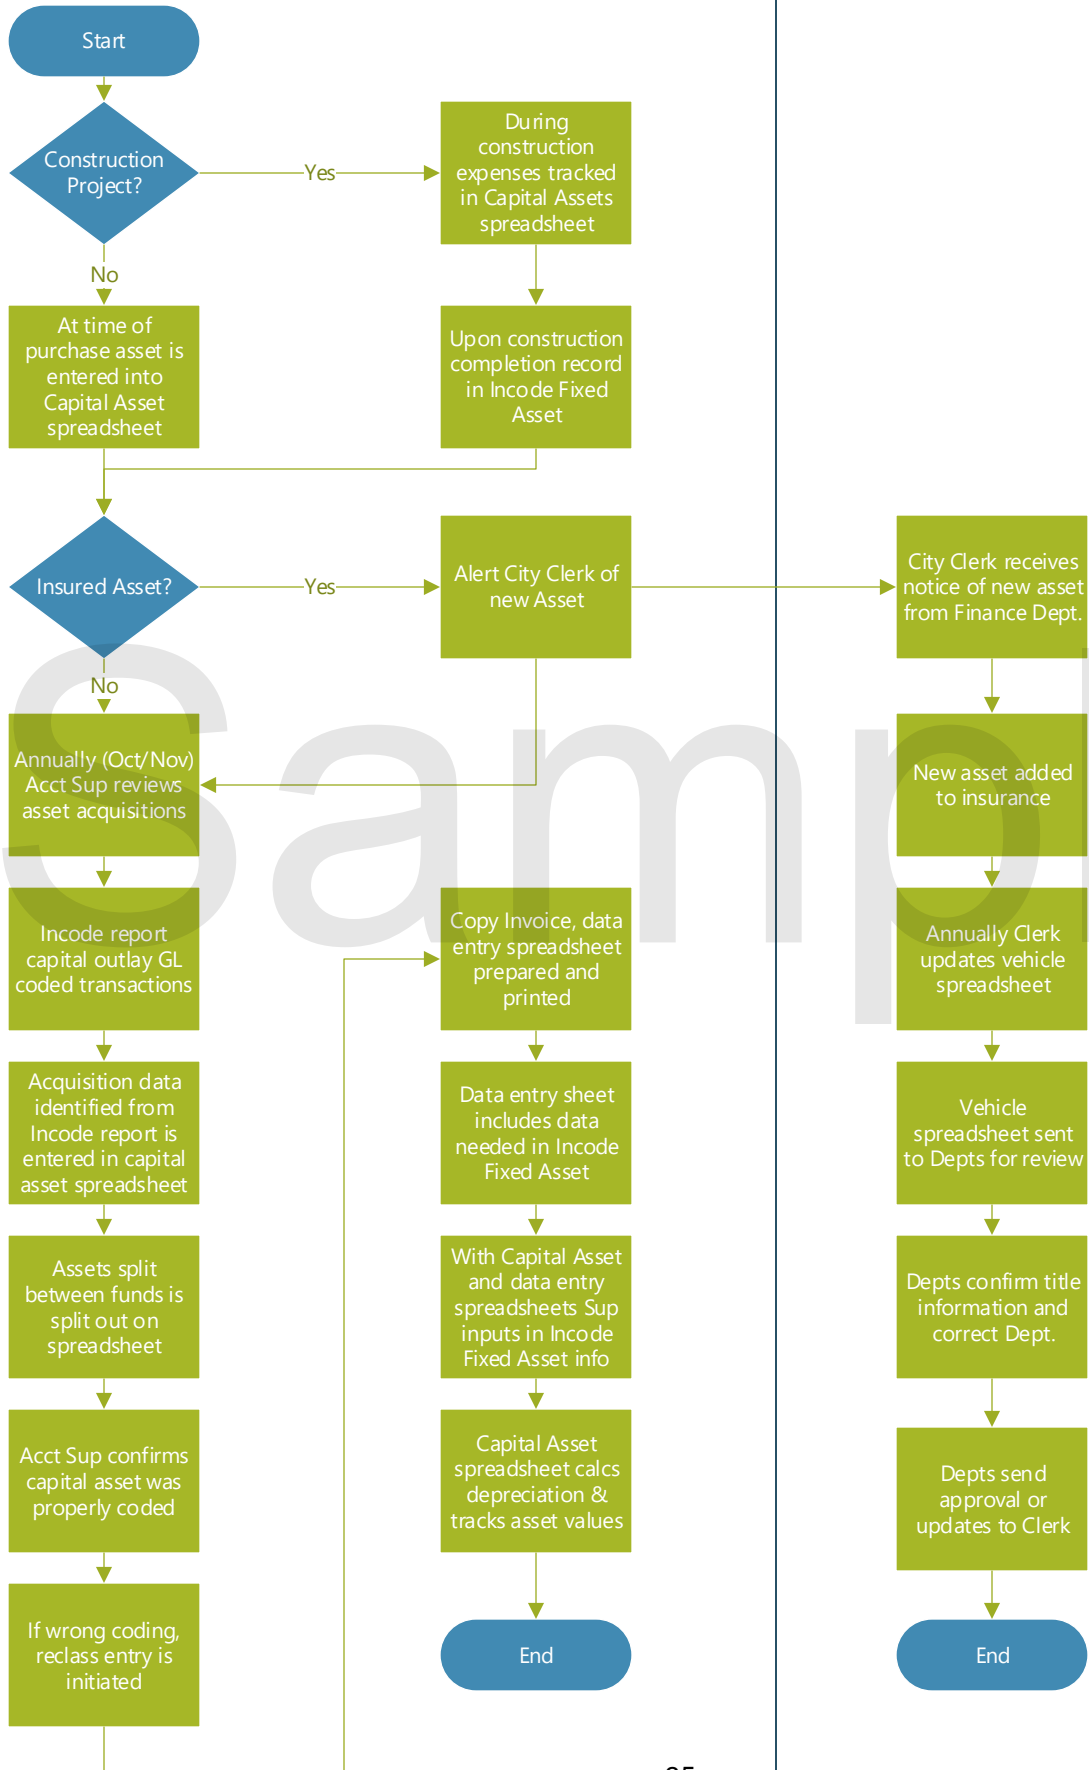 Start
Construction
Project?
Yes
During
construction
expenses tracked
in Capital Assets
spreadsheet
No
At time of
purchase asset is
entered into
Capital Asset
spreadsheet
Upon construction
completion record
in Incode Fixed
Asset
Insured Asset?
Yes
Alert City Clerk of
new Asset
City Clerk receives
notice of new asset
from Finance Dept.
No
Annually (Oct/Nov)
Acct Sup reviews
asset acquisitions
New asset added
to insurance
Incode report
capital outlay GL
coded transactions
Copy Invoice, data
entry spreadsheet
prepared and
printed
Annually Clerk
updates vehicle
spreadsheet
Acquisition data
identified from
Incode report is
entered in capital
asset spreadsheet
Data entry sheet
includes data
needed in Incode
Fixed Asset
Vehicle
spreadsheet sent
to Depts for review
Assets split
between funds is
split out on
spreadsheet
With Capital Asset
and data entry
spreadsheets Sup
inputs in Incode
Fixed Asset info
Depts confirm title
information and
correct Dept.
Acct Sup confirms
capital asset was
properly coded
Capital Asset
spreadsheet calcs
depreciation &
tracks asset values
Depts send
approval or
updates to Clerk
If wrong coding,
reclass entry is
initiated
End
End
Sampl